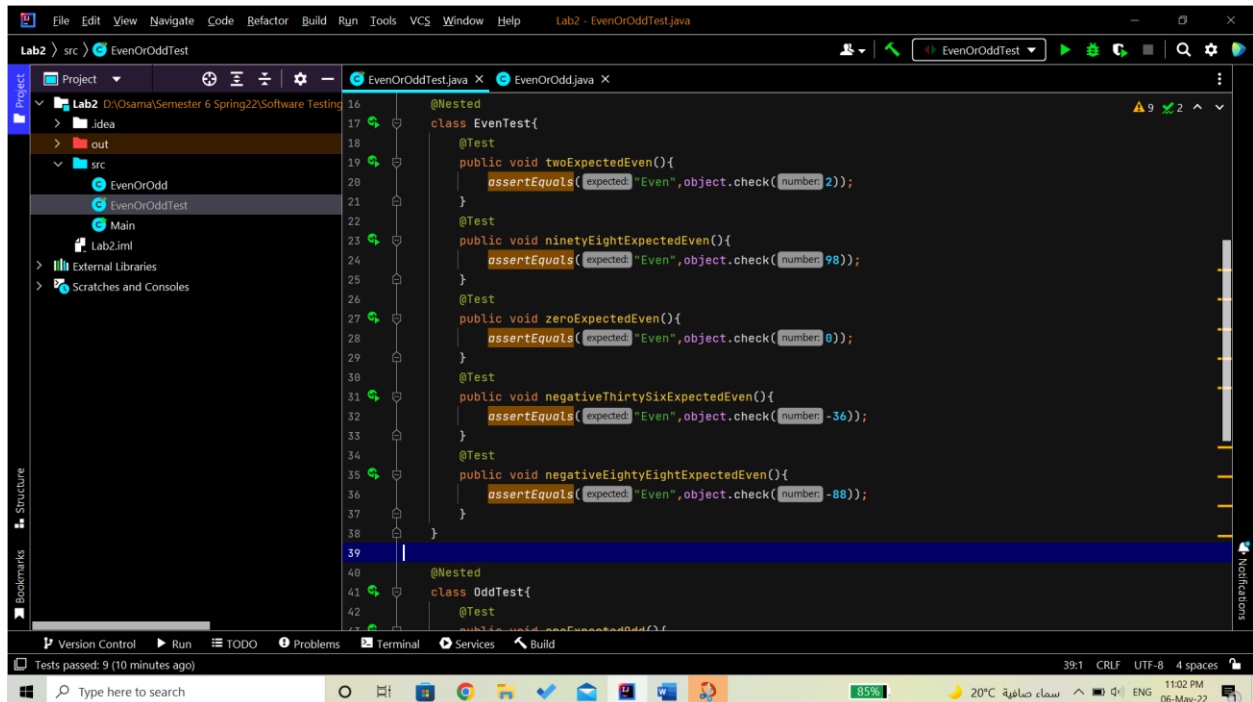 File Edit View Navigate Code Refactor Build Run Tools VCS Window Help Lab2 - EvenOrOddTest.java
Lab2 〉 src 〉 EvenOrOddTest
EvenOrOddTest
Project
EvenOrOddTest.java × EvenOrOdd.java ×
Project
Lab2 D:\Osama\Semester 6 Spring22\Software Testing
.idea
out
src
EvenOrOdd
EvenOrOddTest
Main
Lab2.iml
External Libraries
Scratches and Consoles
9 2
16 @Nested
17 class EvenTest{
18 @Test
19 public void twoExpectedEven(){
20 assertEquals( expected: "Even",object.check( number: 2));
21 }
22 @Test
23 public void ninetyEightExpectedEven(){
24 assertEquals( expected: "Even",object.check( number: 98));
25 }
26 @Test
27 public void zeroExpectedEven(){
28 assertEquals( expected: "Even",object.check( number: 0));
29 }
30 @Test
31 public void negativeThirtySixExpectedEven(){
32 assertEquals( expected: "Even",object.check( number: -36));
33 }
34 @Test
35 public void negativeEightyEightExpectedEven(){
36 assertEquals( expected: "Even",object.check( number: -88));
37 }
38 }
39
40 @Nested
41 class OddTest{
42 @Test
Structure
Bookmarks
Notifications
Version Control Run TODO Problems Terminal Services Build
Tests passed: 9 (10 minutes ago)
39:1 CRLF UTF-8 4 spaces
Type here to search
85%
20°C سماء صافية
ENG
11:02 PM
06-May-22